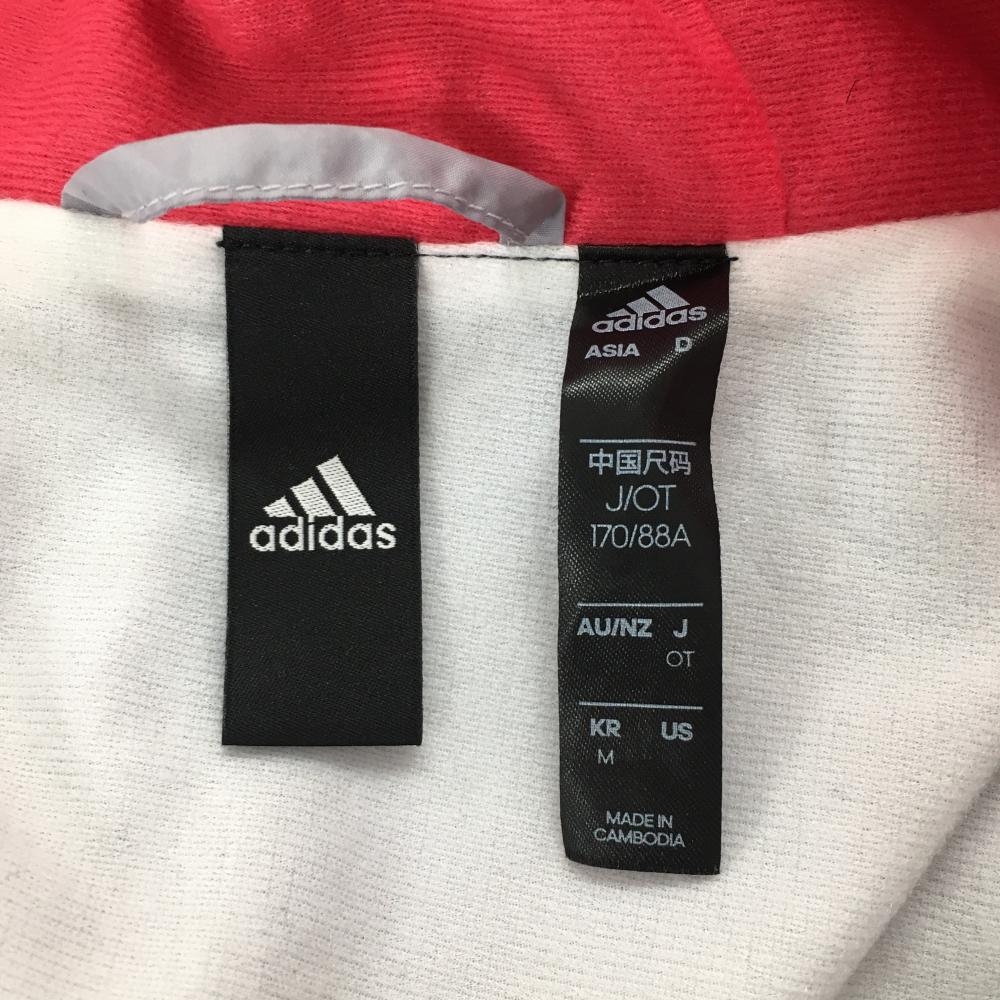 adidas
adidas
ASIA D
中国尺码
J/OT
170/88A
AU/NZ J
OT
KR US
M
MADE IN
CAMBODIA